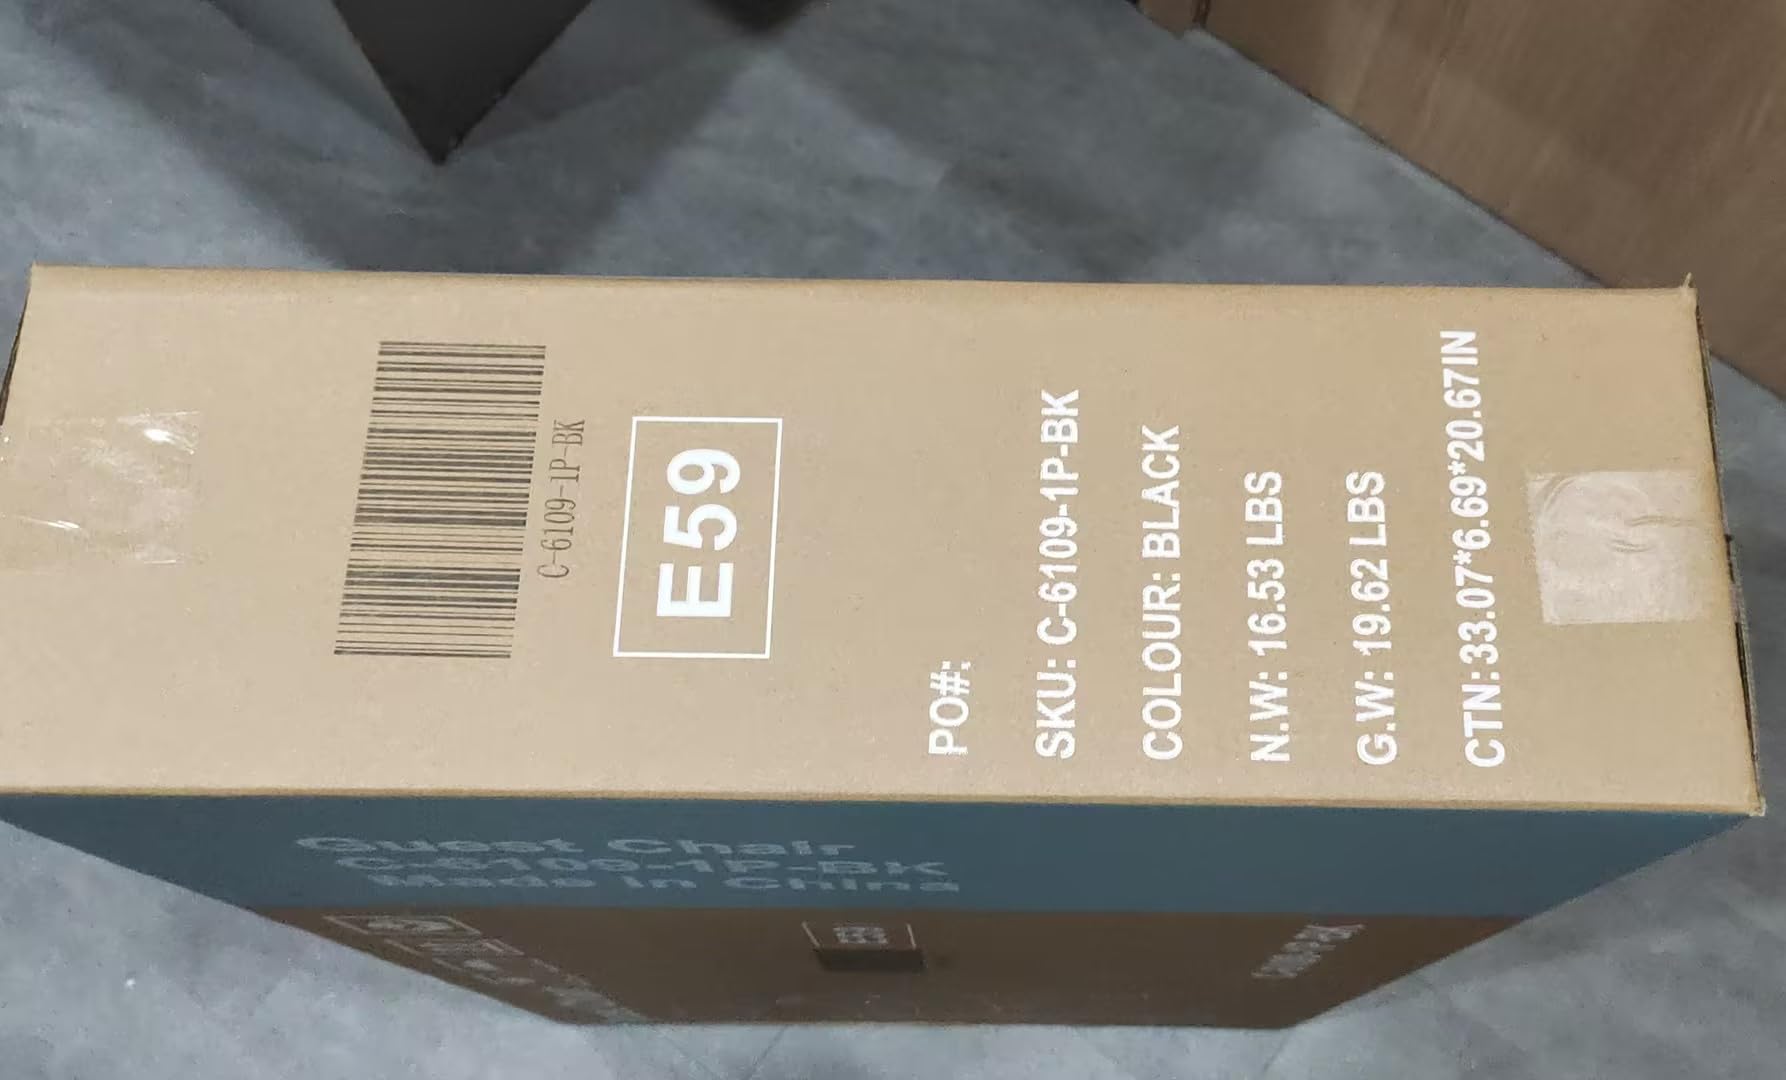 C-6109-1P-BK
E59
PO#:
SKU: C-6109-1P-BK
COLOUR: BLACK
N.W: 16.53 LBS
G.W: 19.62 LBS
CTN:33.07*6.69*20.67IN
Guest Chair
C-6109-1P-BK
Made in China